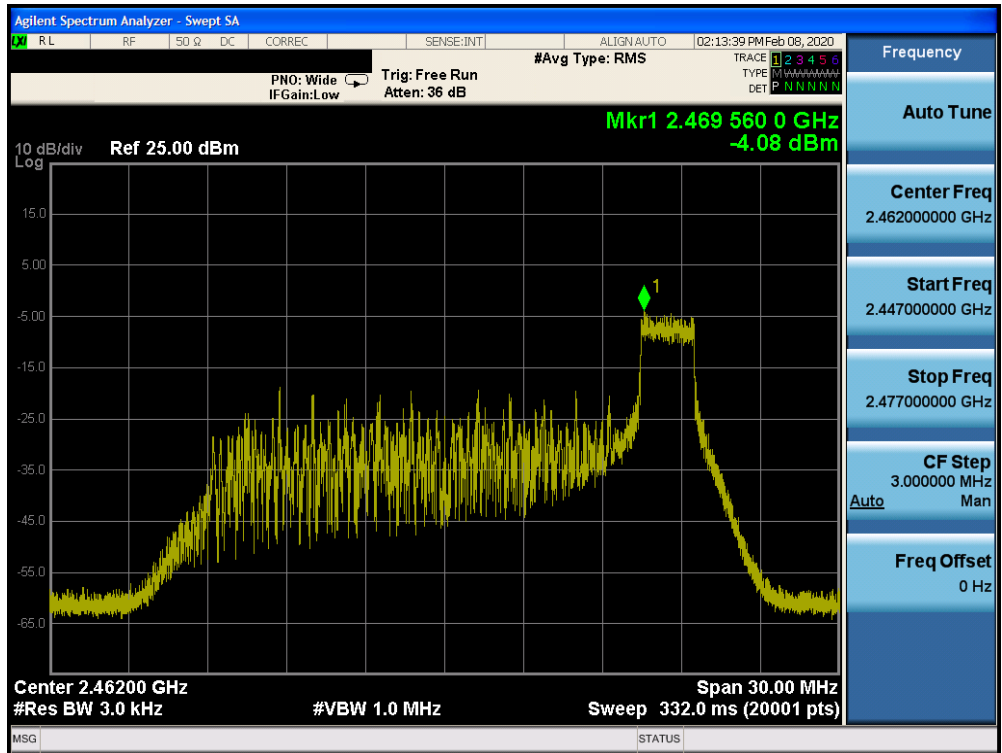 Agilent Spectrum Analyzer - Swept SA
LXI RL RF 50 Ω DC CORREC SENSE:INT ALIGN AUTO 02:13:39 PM Feb 08, 2020
#Avg Type: RMS
TRACE 1 2 3 4 5 6
PNO: Wide Trig: Free Run
TYPE M W W W W W
IFGain:Low Atten: 36 dB
DET P N N N N N
Mkr1 2.469 560 0 GHz
-4.08 dBm
10 dB/div Ref 25.00 dBm
Log
15.0
5.00
1
-5.00
-15.0
-25.0
-35.0
-45.0
-55.0
-65.0
Center 2.46200 GHz Span 30.00 MHz
#Res BW 3.0 kHz #VBW 1.0 MHz Sweep 332.0 ms (20001 pts)
MSG STATUS
Frequency
Auto Tune
Center Freq
2.462000000 GHz
Start Freq
2.447000000 GHz
Stop Freq
2.477000000 GHz
CF Step
3.000000 MHz
Auto Man
Freq Offset
0 Hz